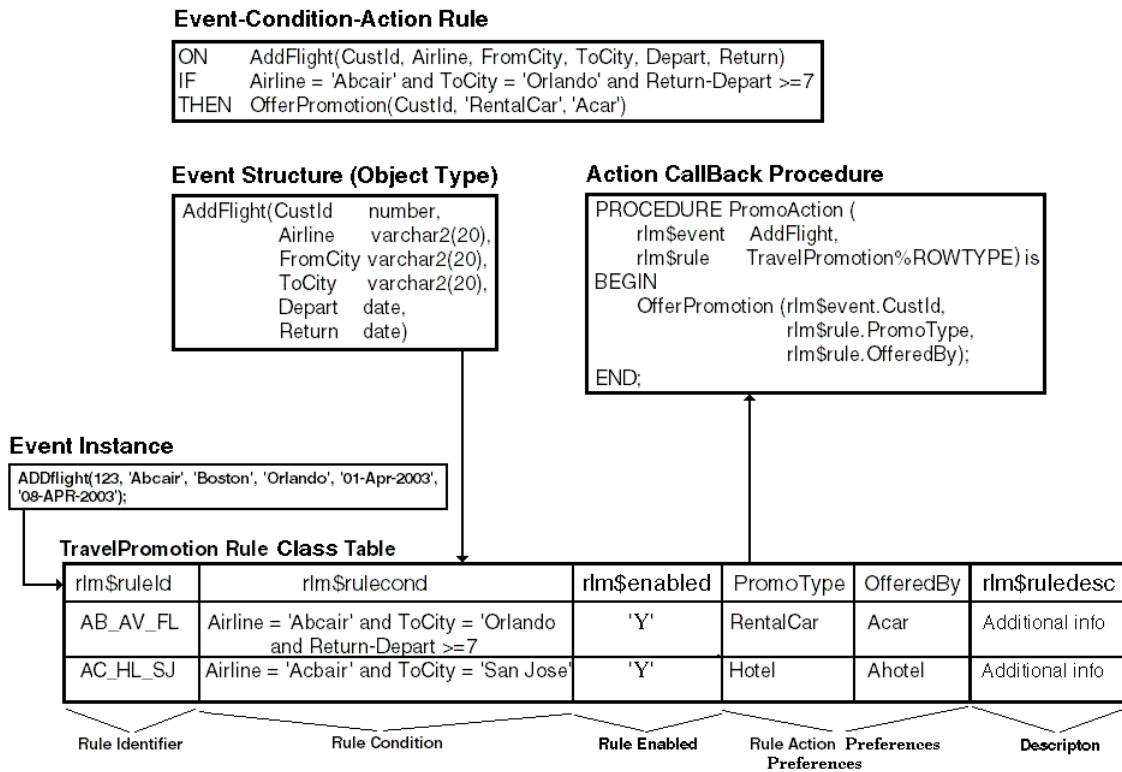 Event-Condition-Action Rule
ON AddFlight(CustId, Airline, FromCity, ToCity, Depart, Return)
IF Airline = 'Abcair' and ToCity = 'Orlando' and Return-Depart >=7
THEN OfferPromotion(CustId, 'RentalCar', 'Acar')
Event Structure (Object Type)
AddFlight(CustId number,
Airline varchar2(20),
FromCity varchar2(20),
ToCity varchar2(20),
Depart date,
Return date)
Action CallBack Procedure
PROCEDURE PromoAction (
rlm$event AddFlight,
rlm$rule TravelPromotion%ROWTYPE) is
BEGIN
OfferPromotion (rlm$event.CustId,
rlm$rule.PromoType,
rlm$rule.OfferedBy);
END;
Event Instance
ADDflight(123, 'Abcair', 'Boston', 'Orlando', '01-Apr-2003',
'08-APR-2003');
TravelPromotion Rule Class Table
rlm$ruleId rlm$rulecond rlm$enabled PromoType OfferedBy rlm$ruledesc
AB_AV_FL Airline = 'Abcair' and ToCity = 'Orlando 'Y' RentalCar Acar Additional info
and Return-Depart >=7
AC_HL_SJ Airline = 'Acbair' and ToCity = 'San Jose' 'Y' Hotel Ahotel Additional info
Rule Identifier Rule Condition Rule Enabled Rule Action Preferences Descripton
Preferences